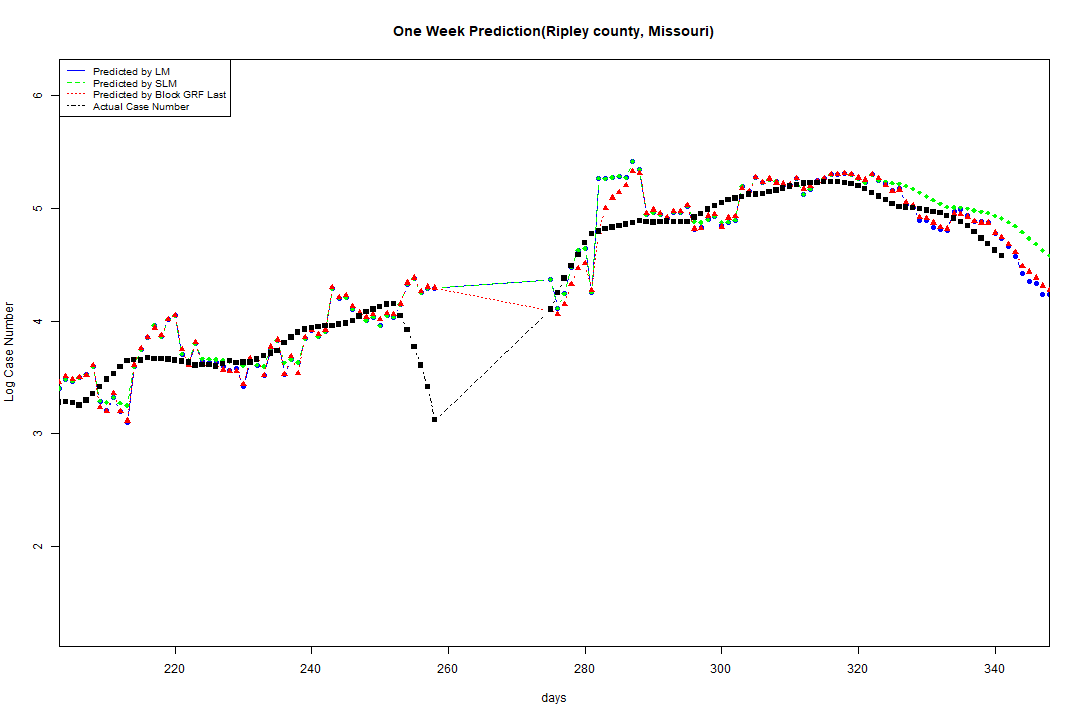 One Week Prediction(Ripley county, Missouri)
Predicted by LM
Predicted by SLM
Predicted by Block GRF Last
Actual Case Number
6
5
4
3
2
Log Case Number
220 240 260 280 300 320 340
days